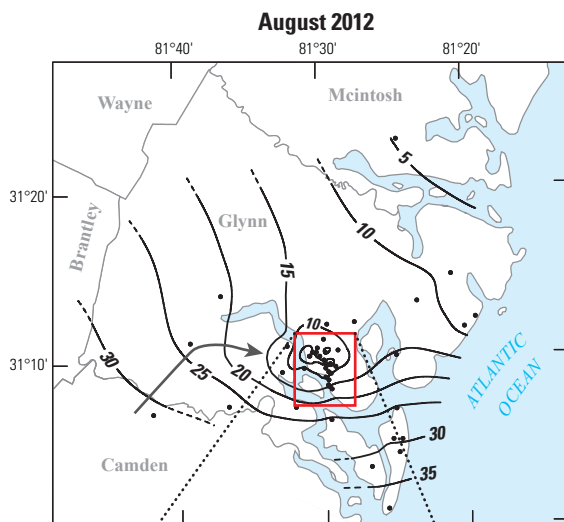 August 2012
81°40'
81°30'
81°20'
Wayne
Mcintosh
5
31°20'
Glynn
10
Brantley
15
10
31°10'
30
25
20
ATLANTIC
OCEAN
30
Camden
35